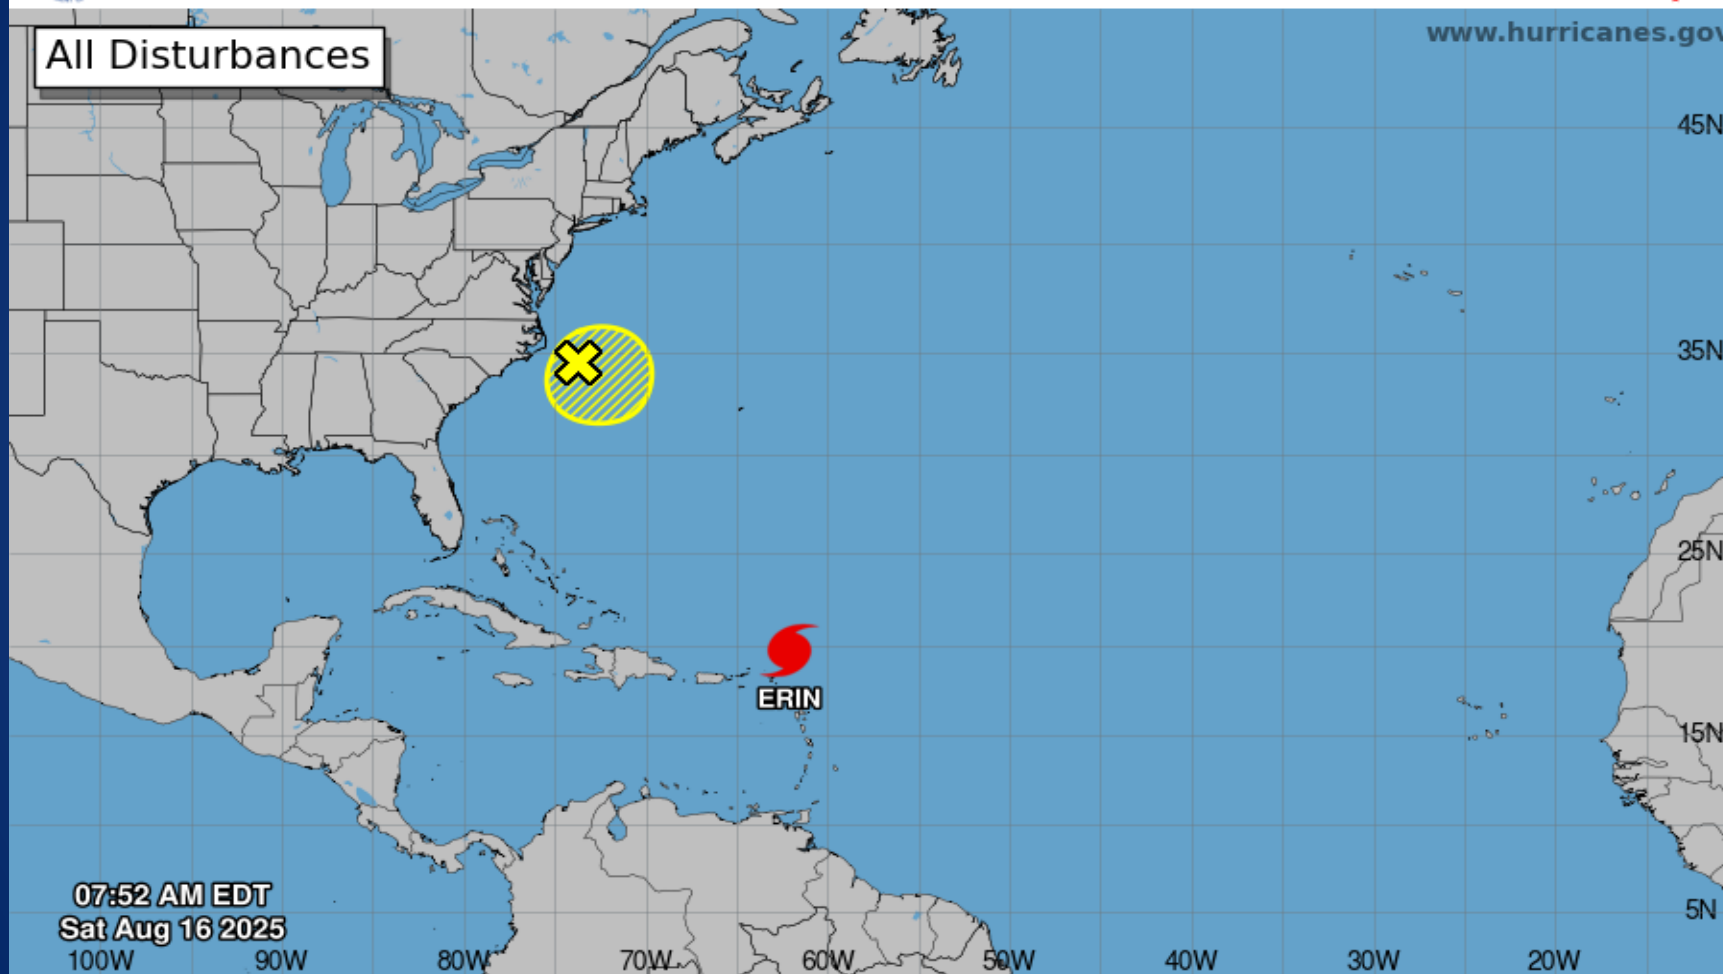 All Disturbances
www.hurricanes.gov
45N
35N
25N
ERIN
15N
07:52 AM EDT
Sat Aug 16 2025
5N
100W 90W 80W 70W 60W 50W 40W 30W 20W